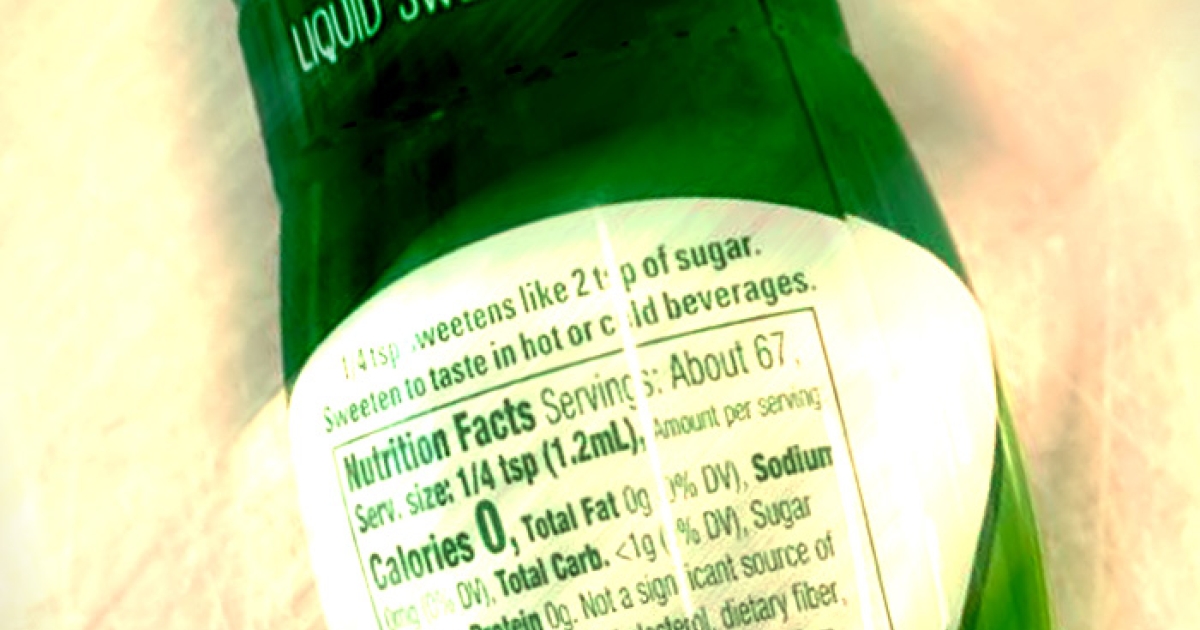 LIQUID
1/4 tsp sweetens like 2 tsp of sugar.
Sweeten to taste in hot or cold beverages.
Nutrition Facts Servings: About 67,
Serv. size: 1/4 tsp (1.2mL), Amount per serving
Calories 0, Total Fat 0g (0% DV), Sodium
0mg (0% DV), Total Carb. <1g (% DV), Sugar
Protein 0g. Not a significant source of
dietary fiber,